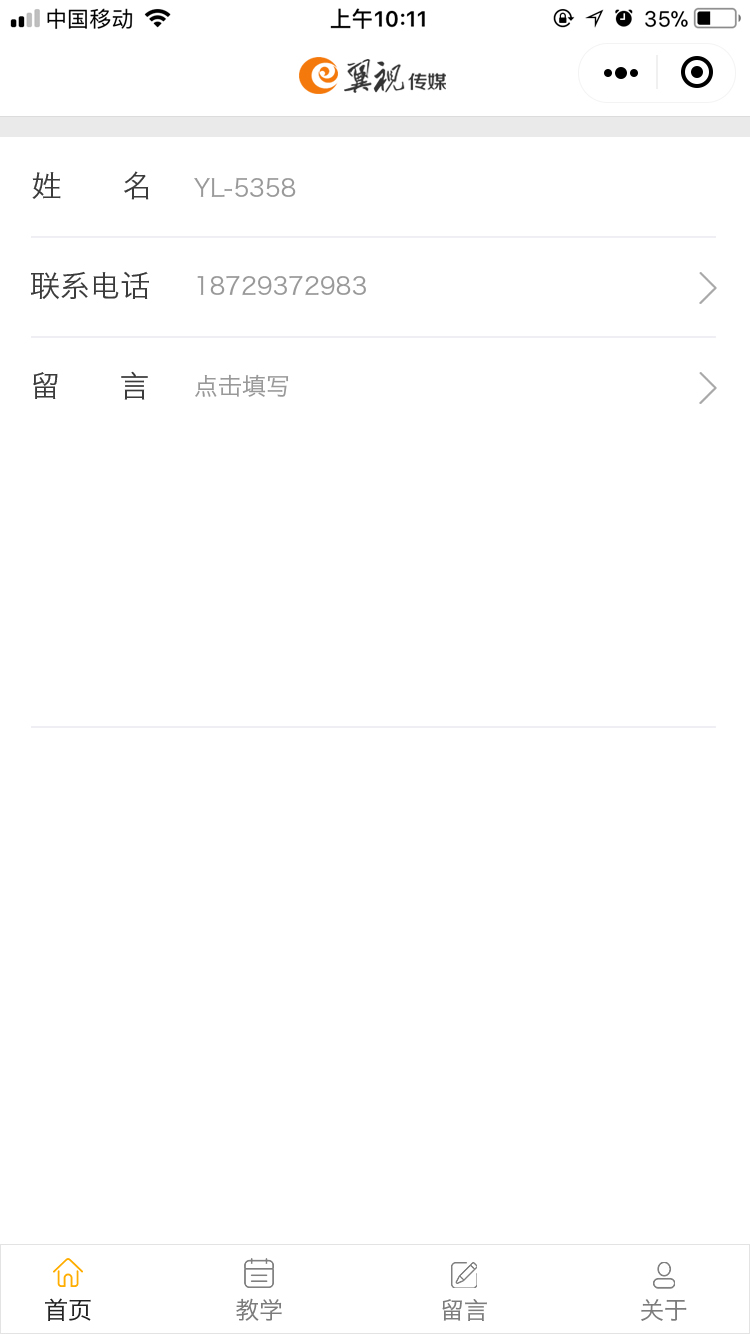 中国移动 上午10:11 35%
翼视传媒
姓 名 YL-5358
联系电话 18729372983
留 言 点击填写
首页 教学 留言 关于